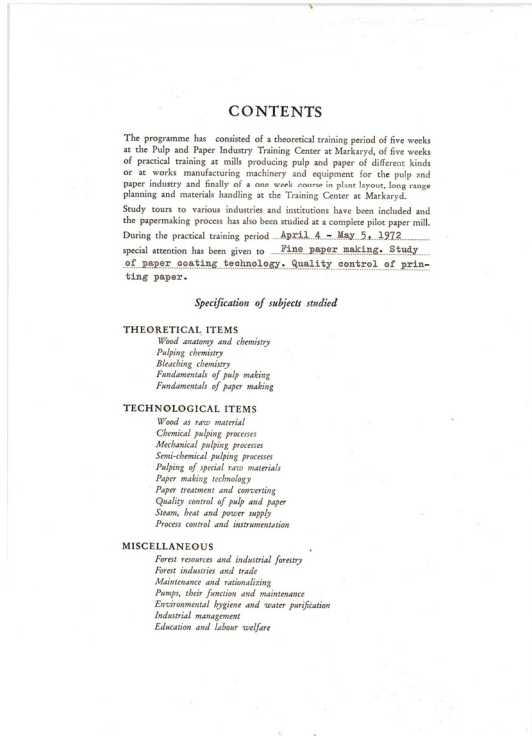 CONTENTS
The programme has consisted of a theoretical training period of five weeks
at the Pulp and Paper Industry Training Center at Markaryd, of five weeks
of practical training at mills producing pulp and paper of different kinds
or at works manufacturing machinery and equipment for the pulp and
paper industry and finally of a one week course in plant layout, long range
planning and materials handling at the Training Center at Markaryd.
Study tours to various industries and institutions have been included and
the papermaking process has also been studied at a complete pilot paper mill.
During the practical training period April 4 - May 5, 1972
special attention has been given to Fine paper making. Study
of paper coating technology. Quality control of prin-
ting paper.
Specification of subjects studied
THEORETICAL ITEMS
Wood anatomy and chemistry
Pulping chemistry
Bleaching chemistry
Fundamentals of pulp making
Fundamentals of paper making
TECHNOLOGICAL ITEMS
Wood as raw material
Chemical pulping processes
Mechanical pulping processes
Semi-chemical pulping processes
Pulping of special raw materials
Paper making technology
Paper treatment and converting
Quality control of pulp and paper
Steam, heat and power supply
Process control and instrumentation
MISCELLANEOUS
Forest resources and industrial forestry
Forest industries and trade
Maintenance and rationalizing
Pumps, their function and maintenance
Environmental hygiene and water purification
Industrial management
Education and labour welfare